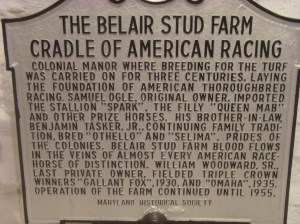 THE BELAIR STUD FARM
CRADLE OF AMERICAN RACING
COLONIAL MANOR WHERE BREEDING FOR THE TURF
WAS CARRIED ON FOR THREE CENTURIES, LAYING
THE FOUNDATION OF AMERICAN THOROUGHBRED
RACING. SAMUEL OGLE, ORIGINAL OWNER, IMPORTED
THE STALLION "SPARK", THE FILLY "QUEEN MAB"
AND OTHER PRIZE HORSES. HIS BROTHER-IN-LAW,
BENJAMIN TASKER, JR., CONTINUING FAMILY TRADI-
TION, BRED "OTHELLO" AND "SELIMA", PRIDES OF
THE COLONIES. BELAIR STUD FARM BLOOD FLOWS
IN THE VEINS OF ALMOST EVERY AMERICAN RACE-
HORSE OF DISTINCTION. WILLIAM WOODWARD, SR.,
LAST PRIVATE OWNER, FIELDED TRIPLE CROWN
WINNERS "GALLANT FOX", 1930, AND "OMAHA", 1935.
OPERATION OF THE FARM CONTINUED UNTIL 1955.
MARYLAND HISTORICAL SOCIETY